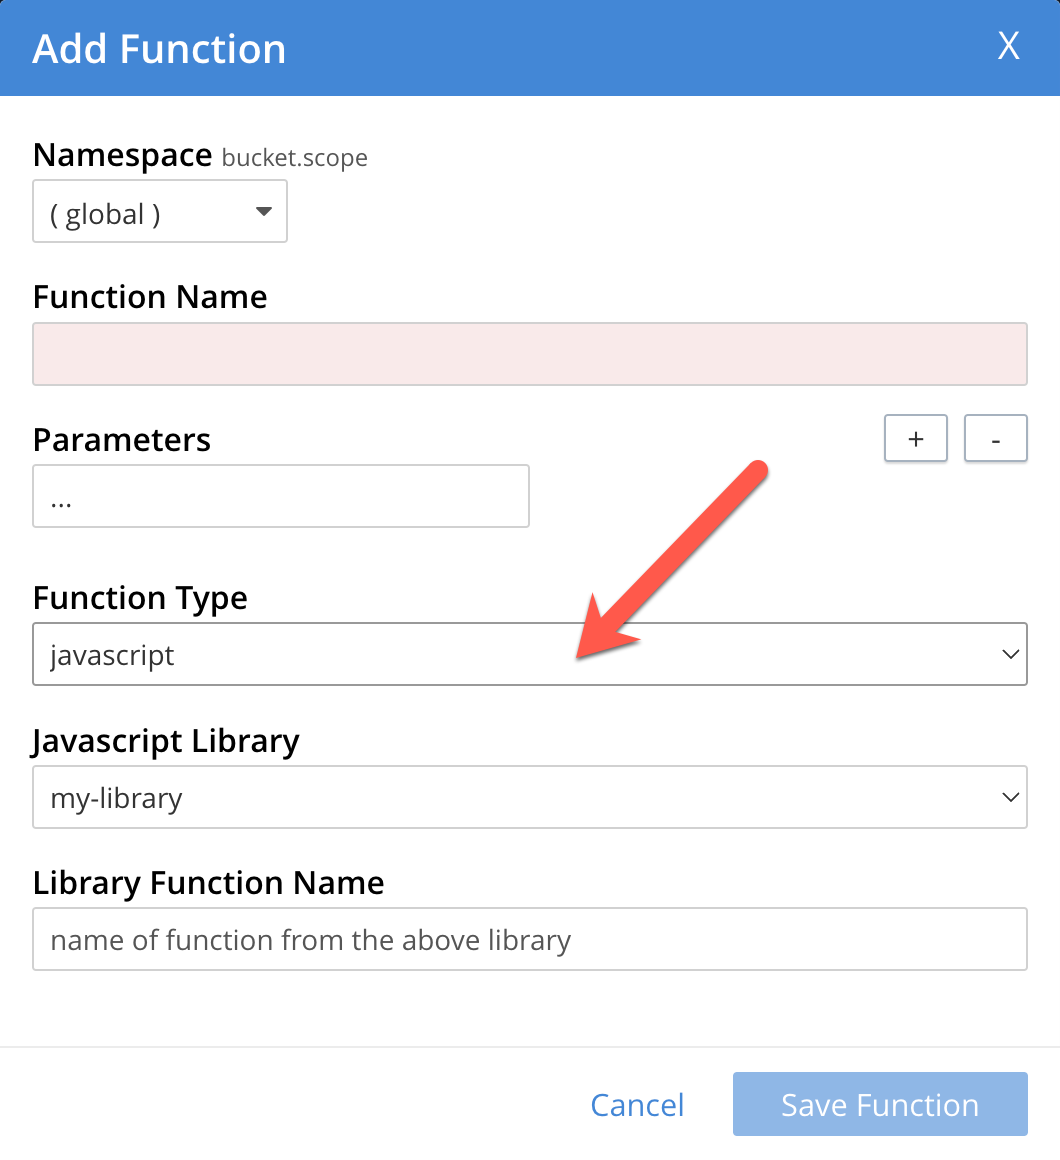 Add Function X
Namespace bucket.scope
( global )
Function Name
Parameters + -
...
Function Type
javascript
Javascript Library
my-library
Library Function Name
name of function from the above library
Cancel Save Function